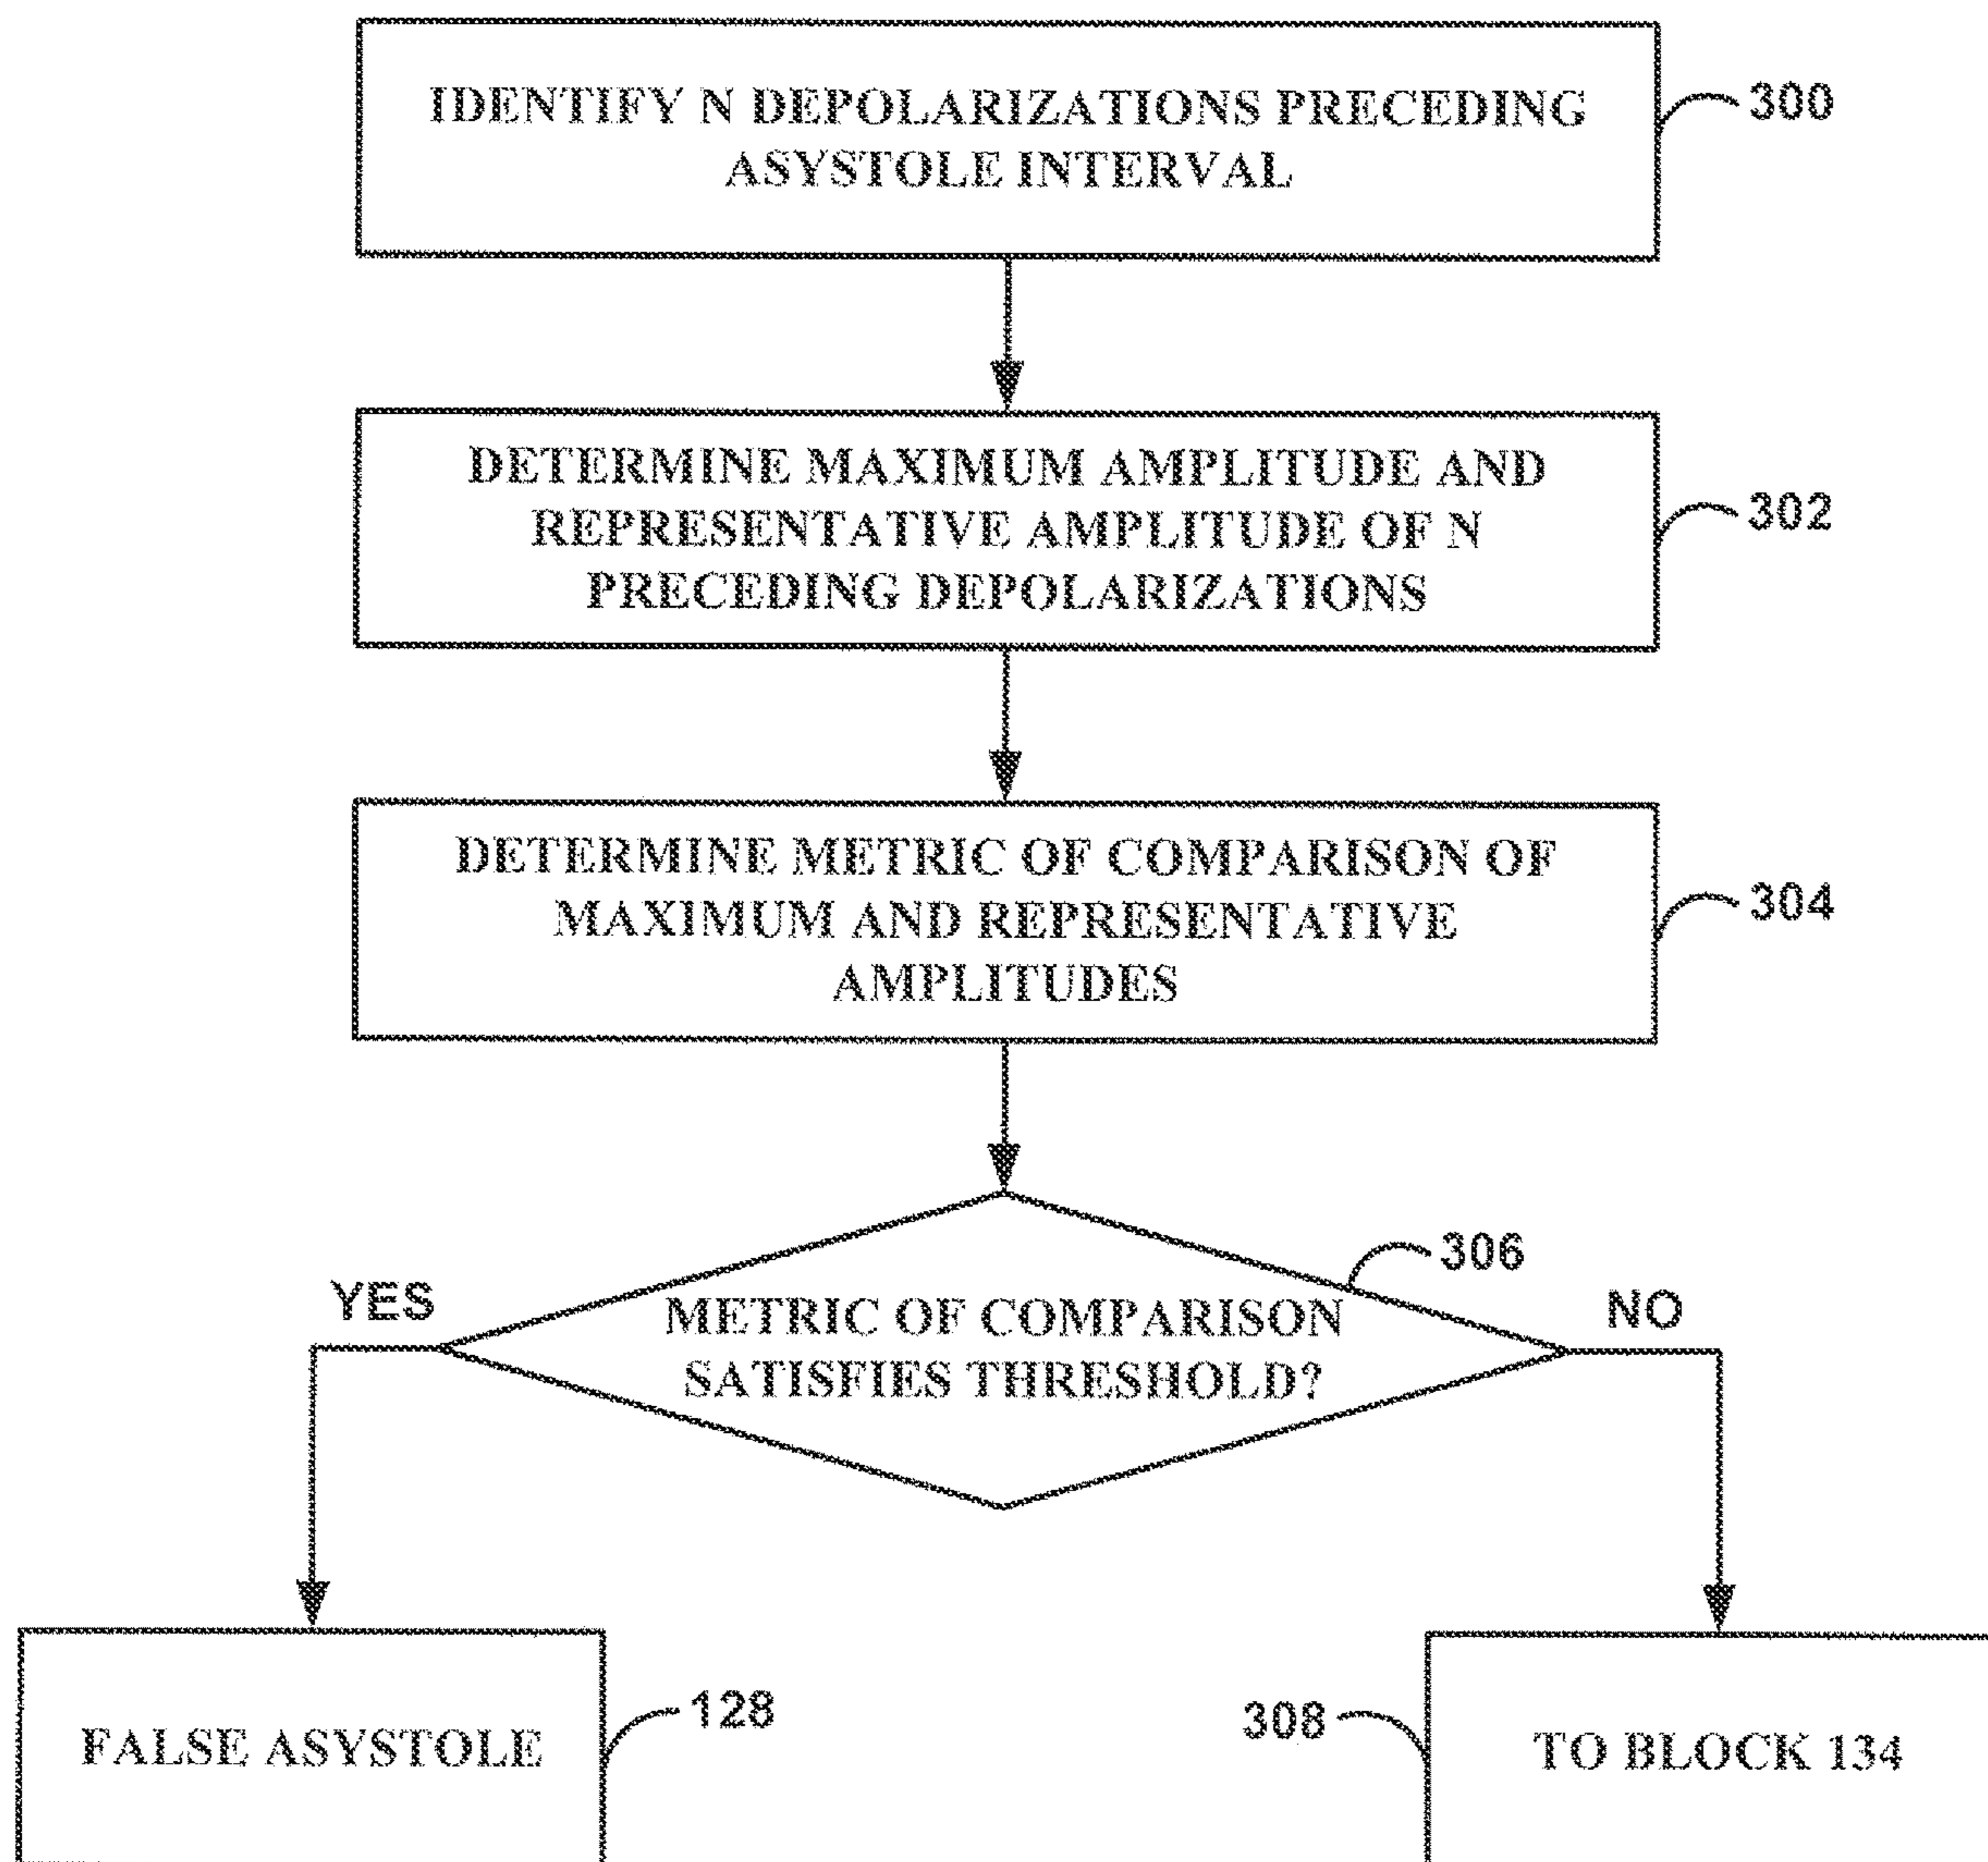 IDENTIFY N DEPOLARIZATIONS PRECEDING
ASYSTOLE INTERVAL
300
DETERMINE MAXIMUM AMPLITUDE AND
REPRESENTATIVE AMPLITUDE OF N
PRECEDING DEPOLARIZATIONS
302
DETERMINE METRIC OF COMPARISON OF
MAXIMUM AND REPRESENTATIVE
AMPLITUDES
304
306
YES
METRIC OF COMPARISON
SATISFIES THRESHOLD?
NO
FALSE ASYSTOLE
128
308
TO BLOCK 134